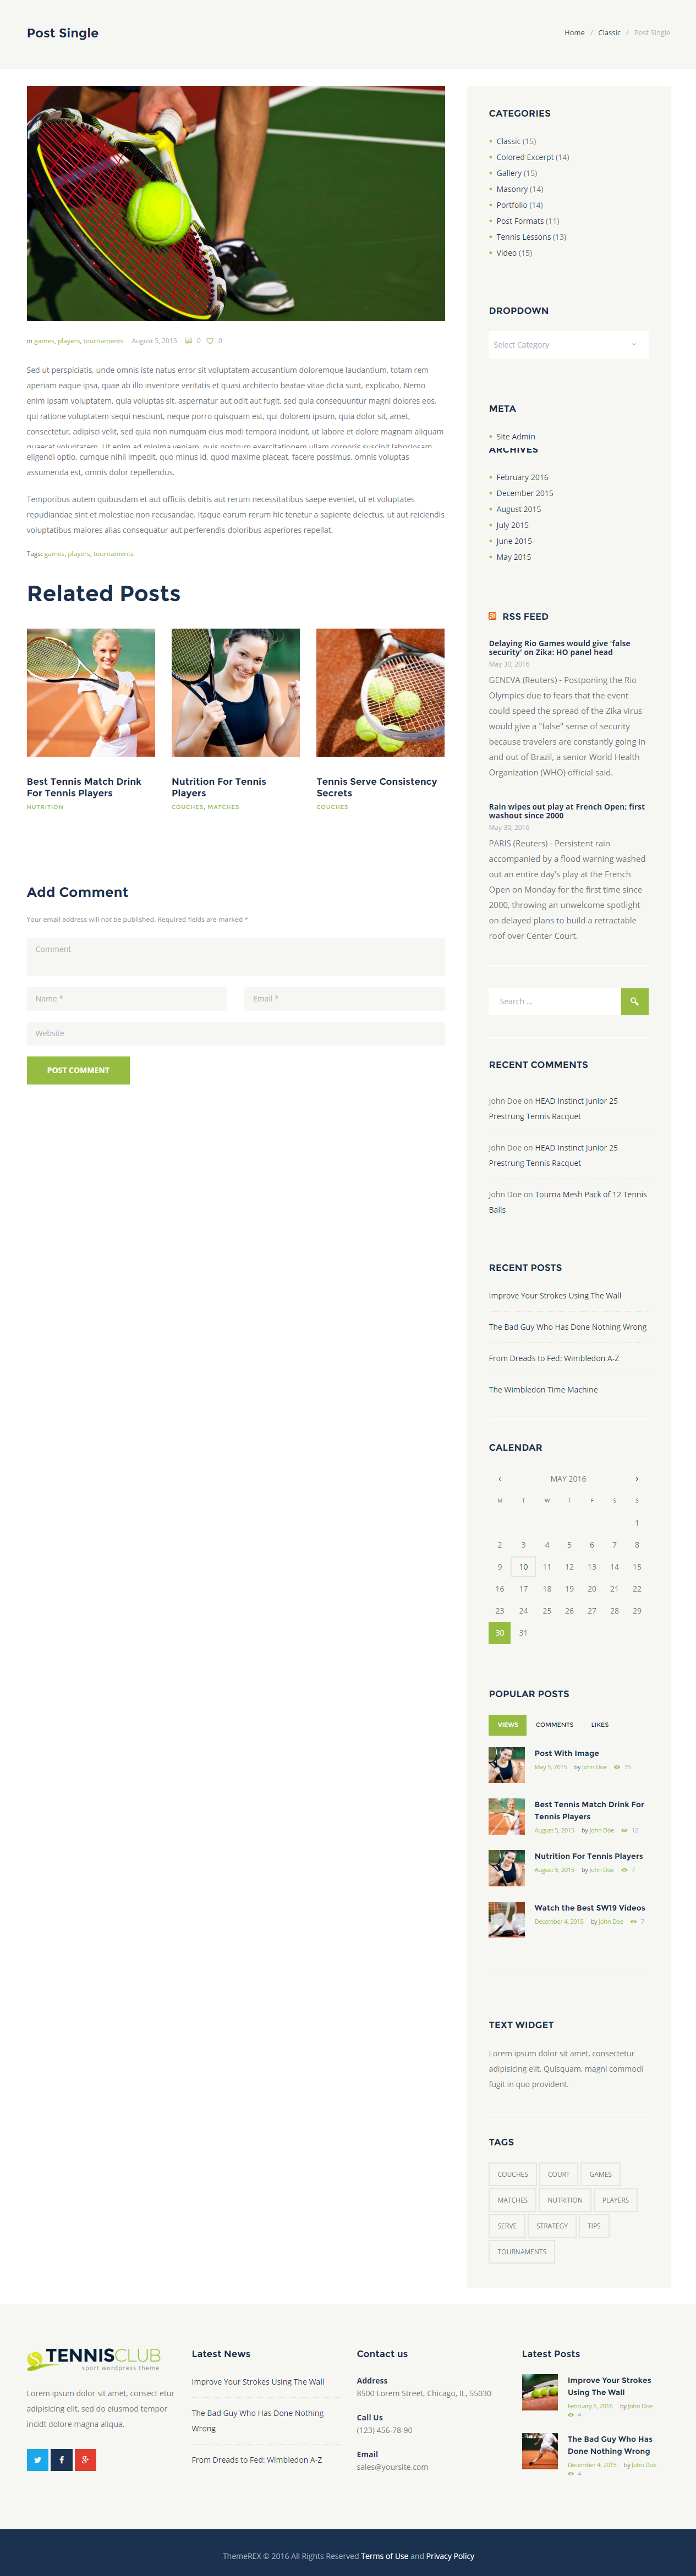 Post Single
Home / Classic / Post Single
in games, players, tournaments August 5, 2015 0 0
Sed ut perspiciatis, unde omnis iste natus error sit voluptatem accusantium doloremque laudantium, totam rem
aperiam eaque ipsa, quae ab illo inventore veritatis et quasi architecto beatae vitae dicta sunt, explicabo. Nemo
enim ipsam voluptatem, quia voluptas sit, aspernatur aut odit aut fugit, sed quia consequuntur magni dolores eos,
qui ratione voluptatem sequi nesciunt, neque porro quisquam est, qui dolorem ipsum, quia dolor sit, amet,
consectetur, adipisci velit, sed quia non numquam eius modi tempora incidunt, ut labore et dolore magnam aliquam
quaerat voluptatem. Ut enim ad minima veniam, quis nostrum exercitationem ullam corporis suscipit laboriosam
eligendi optio, cumque nihil impedit, quo minus id, quod maxime placeat, facere possimus, omnis voluptas
assumenda est, omnis dolor repellendus.
Temporibus autem quibusdam et aut officiis debitis aut rerum necessitatibus saepe eveniet, ut et voluptates
repudiandae sint et molestiae non recusandae. Itaque earum rerum hic tenetur a sapiente delectus, ut aut reiciendis
voluptatibus maiores alias consequatur aut perferendis doloribus asperiores repellat.
Tags: games, players, tournaments
Related Posts
Best Tennis Match Drink
For Tennis Players
NUTRITION
Nutrition For Tennis
Players
COUCHES, MATCHES
Tennis Serve Consistency
Secrets
COUCHES
Add Comment
Your email address will not be published. Required fields are marked *
Comment
Name *
Email *
Website
POST COMMENT
CATEGORIES
Classic (15)
Colored Excerpt (14)
Gallery (15)
Masonry (14)
Portfolio (14)
Post Formats (11)
Tennis Lessons (13)
Video (15)
DROPDOWN
Select Category
META
Site Admin
ARCHIVES
February 2016
December 2015
August 2015
July 2015
June 2015
May 2015
RSS FEED
Delaying Rio Games would give 'false
security' on Zika: HO panel head
May 30, 2016
GENEVA (Reuters) - Postponing the Rio
Olympics due to fears that the event
could speed the spread of the Zika virus
would give a "false" sense of security
because travelers are constantly going in
and out of Brazil, a senior World Health
Organization (WHO) official said.
Rain wipes out play at French Open; first
washout since 2000
May 30, 2016
PARIS (Reuters) - Persistent rain
accompanied by a flood warning washed
out an entire day's play at the French
Open on Monday for the first time since
2000, throwing an unwelcome spotlight
on delayed plans to build a retractable
roof over Center Court.
Search ...
RECENT COMMENTS
John Doe on HEAD Instinct Junior 25
Prestrung Tennis Racquet
John Doe on HEAD Instinct Junior 25
Prestrung Tennis Racquet
John Doe on Tourna Mesh Pack of 12 Tennis
Balls
RECENT POSTS
Improve Your Strokes Using The Wall
The Bad Guy Who Has Done Nothing Wrong
From Dreads to Fed: Wimbledon A-Z
The Wimbledon Time Machine
CALENDAR
‹ MAY 2016 ›
M T W T F S S
1
2 3 4 5 6 7 8
9 10 11 12 13 14 15
16 17 18 19 20 21 22
23 24 25 26 27 28 29
30 31
POPULAR POSTS
VIEWS COMMENTS LIKES
Post With Image
May 5, 2015 by John Doe 35
Best Tennis Match Drink For
Tennis Players
August 5, 2015 by John Doe 12
Nutrition For Tennis Players
August 5, 2015 by John Doe 7
Watch the Best SW19 Videos
December 4, 2015 by John Doe 7
TEXT WIDGET
Lorem ipsum dolor sit amet, consectetur
adipisicing elit. Quisquam, magni commodi
fugit in quo provident.
TAGS
COUCHES COURT GAMES
MATCHES NUTRITION PLAYERS
SERVE STRATEGY TIPS
TOURNAMENTS
TENNISCLUB
sport wordpress theme
Lorem ipsum dolor sit amet, consect etur
adipisicing elit, sed do eiusmod tempor
incidt dolore magna aliqua.
Latest News
Improve Your Strokes Using The Wall
The Bad Guy Who Has Done Nothing
Wrong
From Dreads to Fed: Wimbledon A-Z
Contact us
Address
8500 Lorem Street, Chicago, IL, 55030
Call Us
(123) 456-78-90
Email
sales@yoursite.com
Latest Posts
Improve Your Strokes
Using The Wall
February 6, 2016 by John Doe
4
The Bad Guy Who Has
Done Nothing Wrong
December 4, 2015 by John Doe
4
ThemeREX © 2016 All Rights Reserved Terms of Use and Privacy Policy